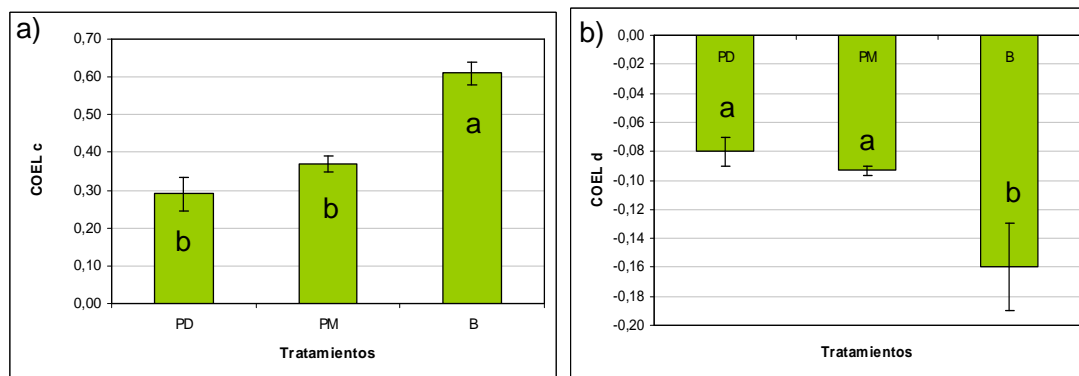 a)
0,70
0,60
0,50
0,40
0,30
0,20
0,10
0,00
COEL c
b
b
a
PD PM B
Tratamientos
b)
0,00
-0,02
-0,04
-0,06
-0,08
-0,10
-0,12
-0,14
-0,16
-0,18
-0,20
COEL d
PD PM B
a
a
b
Tratamientos